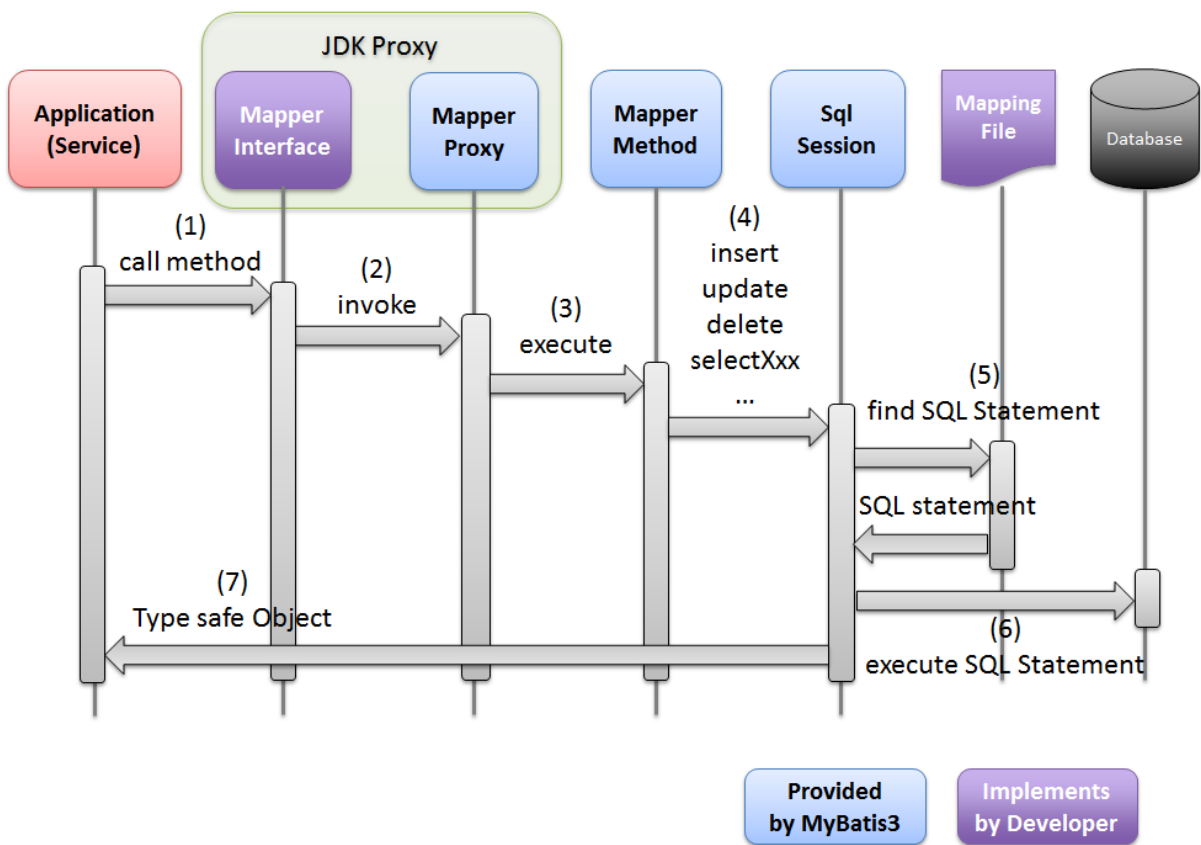 JDK Proxy
Application
(Service)
Mapper
Interface
Mapper
Proxy
Mapper
Method
Sql
Session
Mapping
File
Database
(1)
call method
(2)
invoke
(3)
execute
(4)
insert
update
delete
selectXxx
...
(5)
find SQL Statement
SQL statement
(6)
execute SQL Statement
(7)
Type safe Object
Provided
by MyBatis3
Implements
by Developer